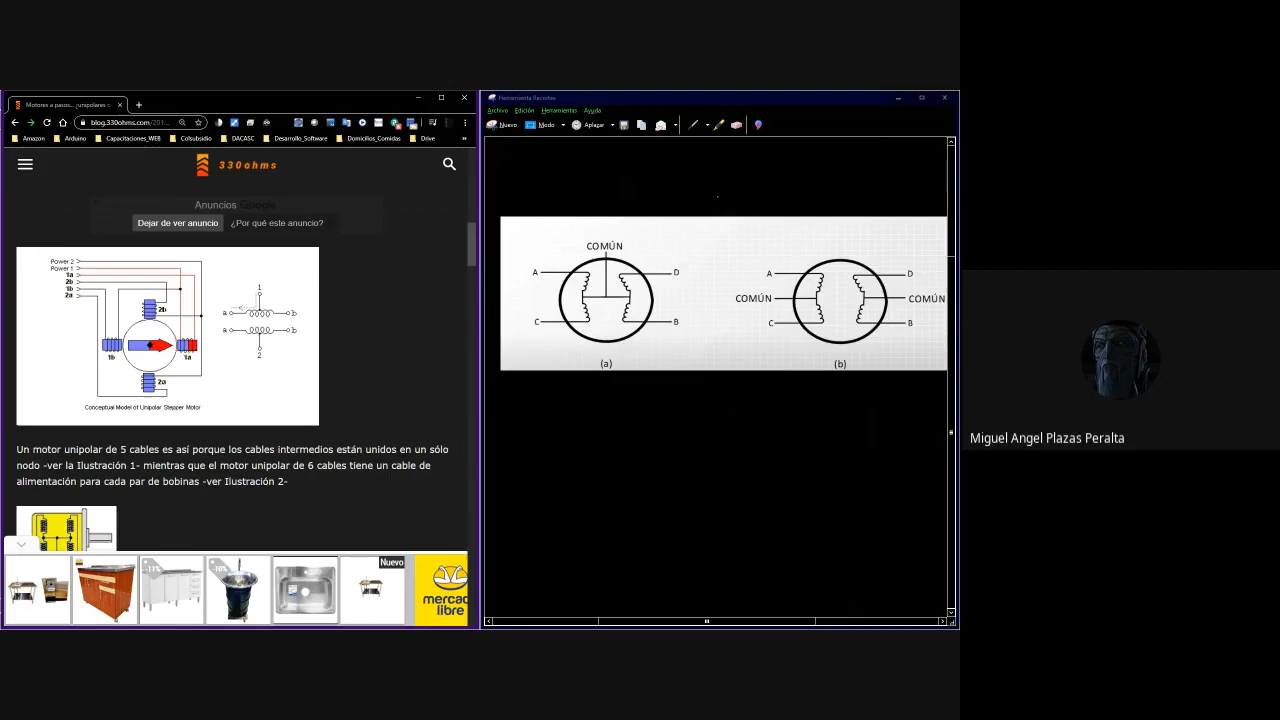 Motores a pasos... ¿unipolares o
blog.330ohms.com/201...
Amazon Arduino Capacitaciones_WEB Colsubsidio DACASC Desarrollo_Software Domicilios_Comidas Drive »
330ohms
Anuncios Google
Dejar de ver anuncio ¿Por qué este anuncio?
Power 2
Power 1
1a
2b
1b
2a
2b
1b
1a
2a
1
a b
a b
2
Conceptual Model of Unipolar Stepper Motor
Un motor unipolar de 5 cables es así porque los cables intermedios están unidos en un sólo
nodo -ver la Ilustración 1- mientras que el motor unipolar de 6 cables tiene un cable de
alimentación para cada par de bobinas -ver Ilustración 2-
-11%
-10%
Nuevo
mercado
libre
Herramienta Recortes
Archivo Edición Herramientas Ayuda
Nuevo Modo Aplazar
COMÚN
A D
C B
(a)
A D
COMÚN COMÚN
C B
(b)
Miguel Angel Plazas Peralta